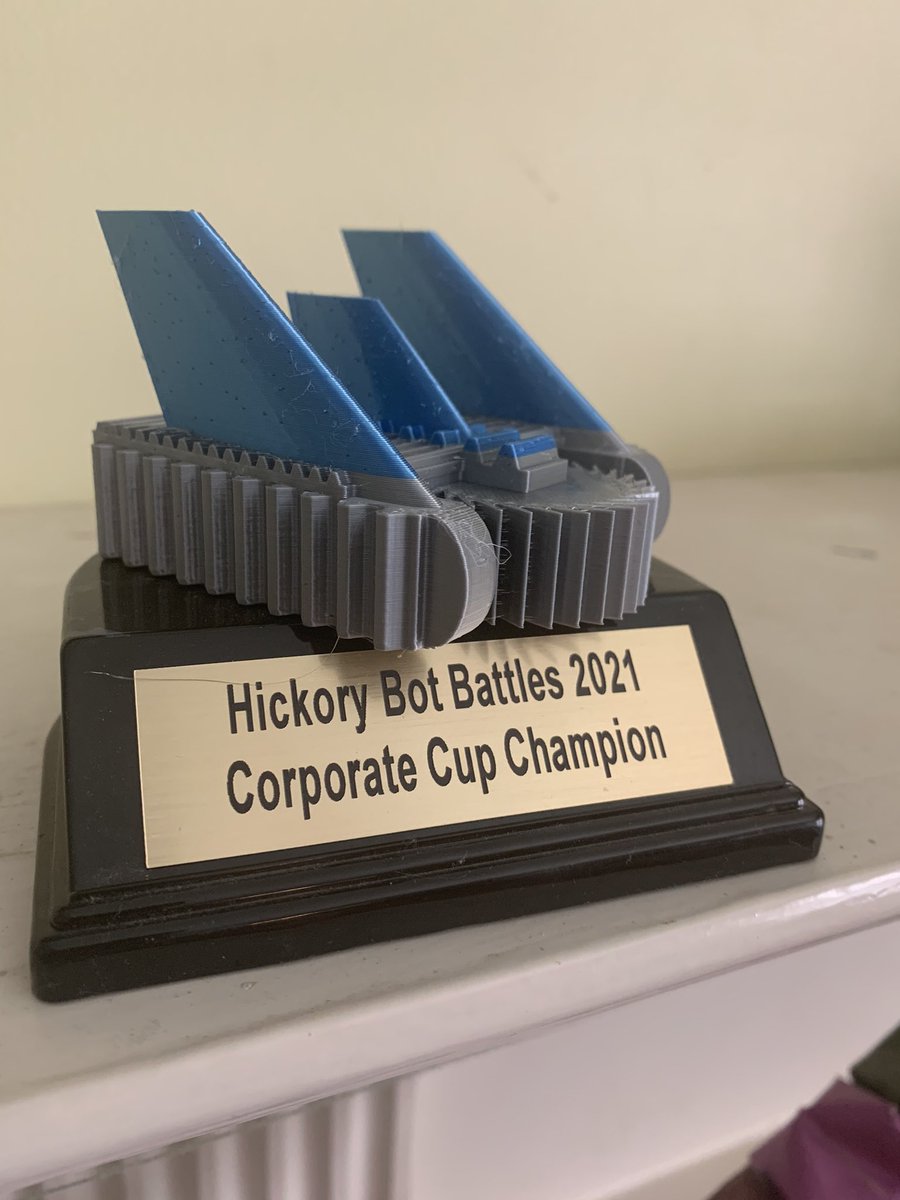 Hickory Bot Battles 2021
Corporate Cup Champion